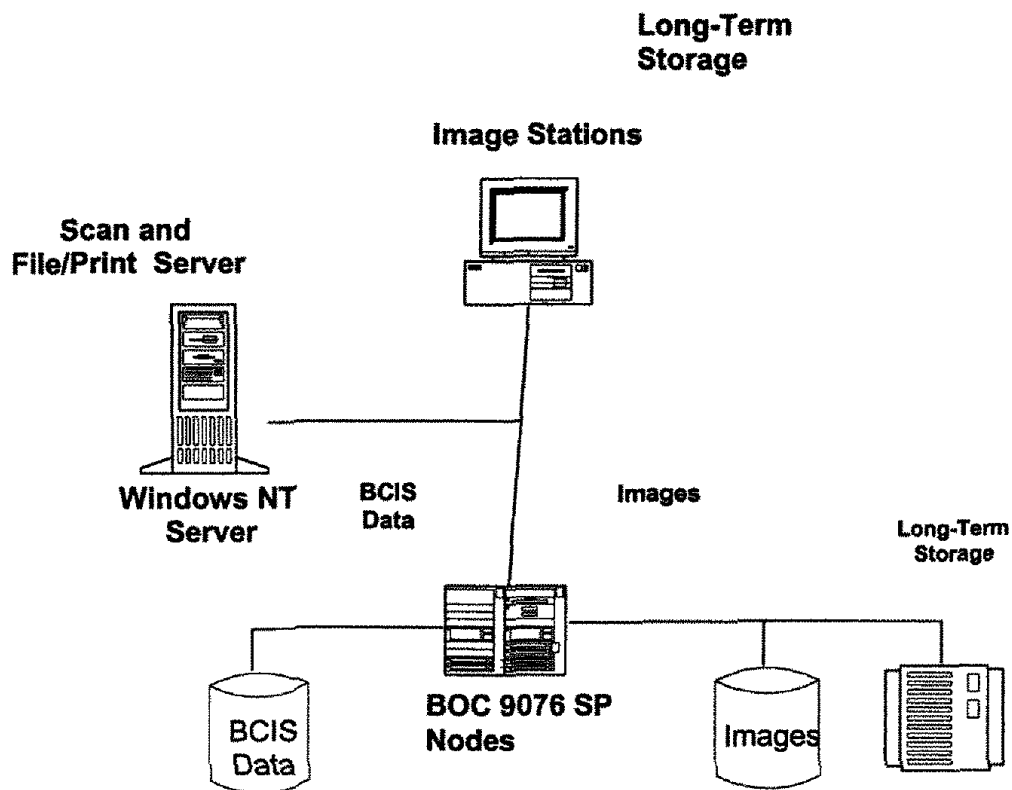 Long-Term
Storage
Image Stations
Scan and
File/Print Server
Windows NT
Server
BCIS
Data
Images
Long-Term
Storage
BOC 9076 SP
Nodes
BCIS
Data
Images